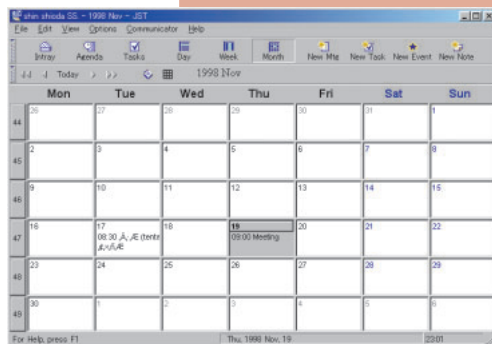 shin shioda SS. - 1998 Nov - JST
File Edit View Options Communicator Help
Intray Agenda Tasks Day Week Month New Mtg New Task New Event New Note
Today 1998 Nov
Mon Tue Wed Thu Fri Sat Sun
44 26 27 28 29 30 31 1
45 2 3 4 5 6 7 8
46 9 10 11 12 13 14 15
47 16 17 18 19 20 21 22
08:30 09:00 Meeting
48 23 24 25 26 27 28 29
49 30 1 2 3 4 5 6
For Help, press F1 Thu, 1998 Nov, 19 23:01